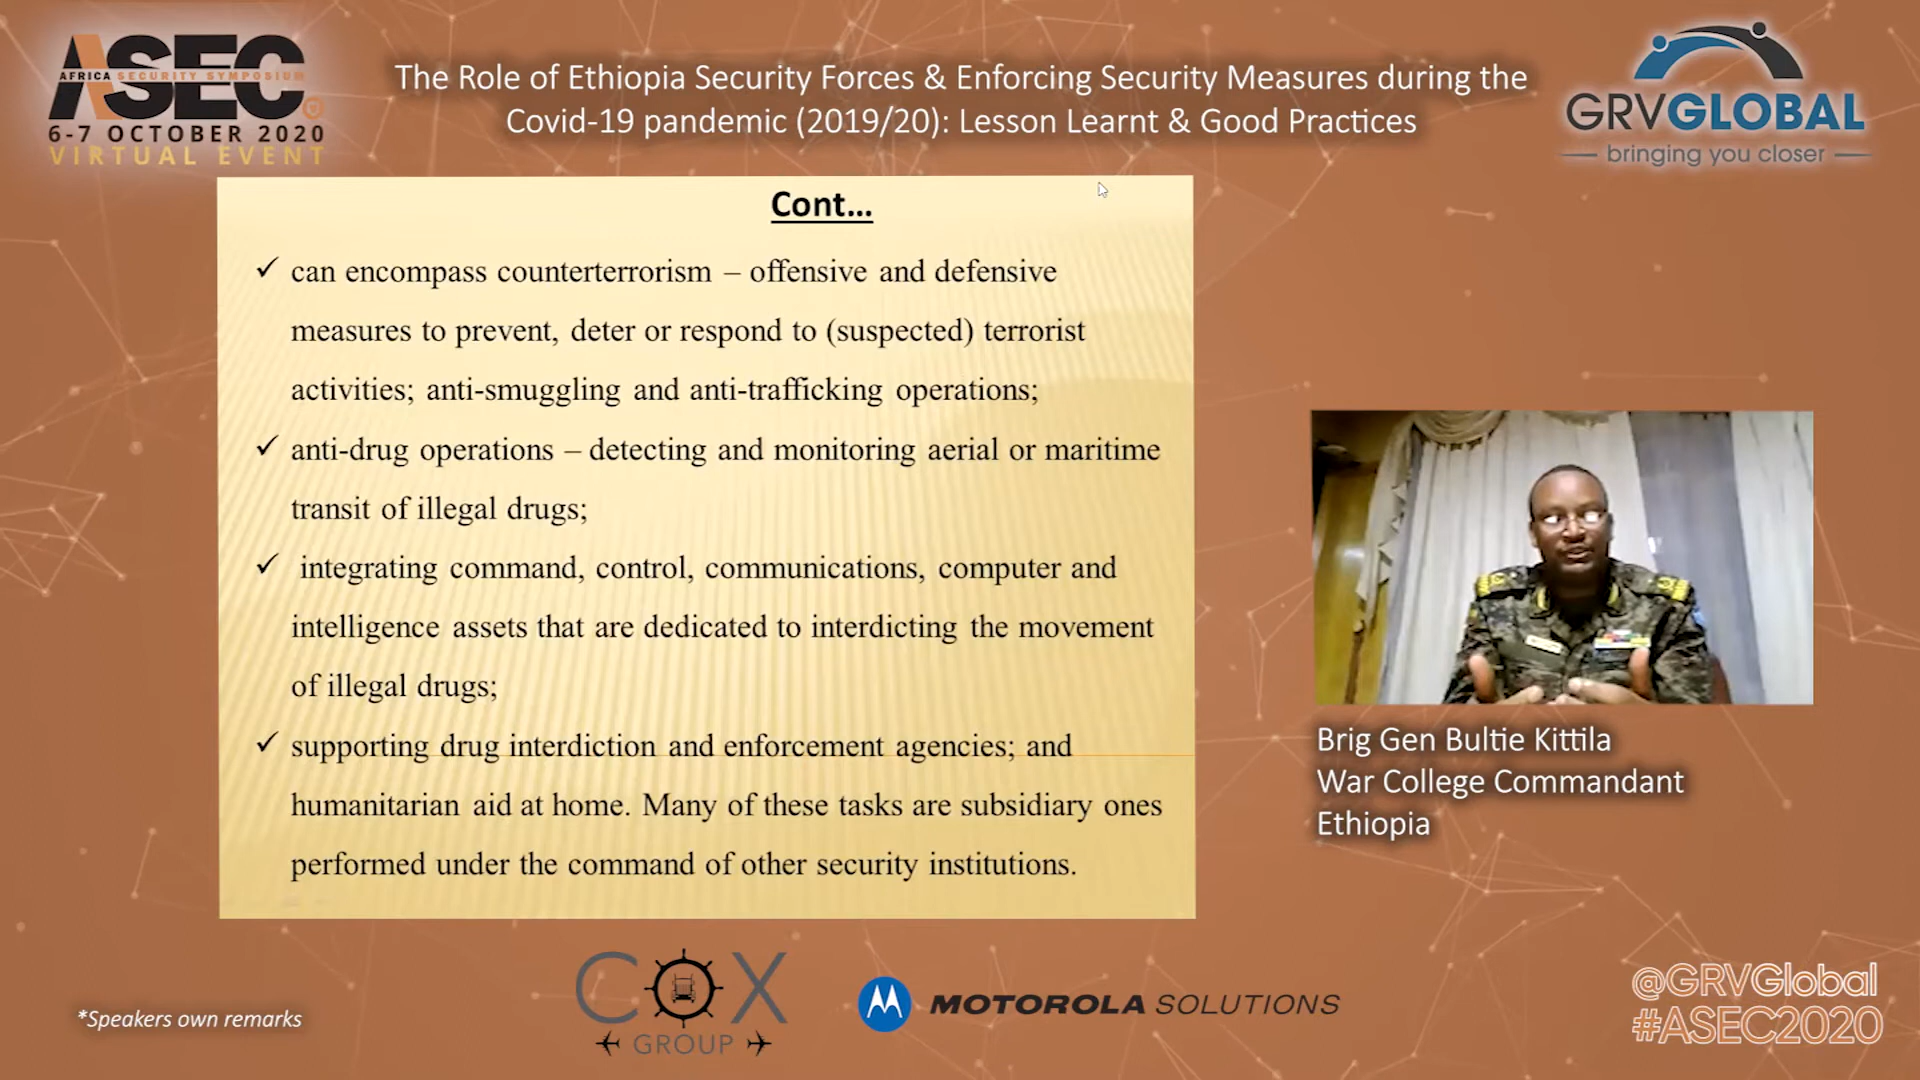 ASEC
AFRICA SECURITY SYMPOSIUM
6-7 OCTOBER 2020
VIRTUAL EVENT
The Role of Ethiopia Security Forces & Enforcing Security Measures during the
Covid-19 pandemic (2019/20): Lesson Learnt & Good Practices
GRVGLOBAL
bringing you closer
Cont...
✓ can encompass counterterrorism – offensive and defensive
measures to prevent, deter or respond to (suspected) terrorist
activities; anti-smuggling and anti-trafficking operations;
✓ anti-drug operations – detecting and monitoring aerial or maritime
transit of illegal drugs;
✓ integrating command, control, communications, computer and
intelligence assets that are dedicated to interdicting the movement
of illegal drugs;
✓ supporting drug interdiction and enforcement agencies; and
humanitarian aid at home. Many of these tasks are subsidiary ones
performed under the command of other security institutions.
Brig Gen Bultie Kittila
War College Commandant
Ethiopia
*Speakers own remarks
COX
GROUP
MOTOROLA SOLUTIONS
@GRVGlobal
#ASEC2020